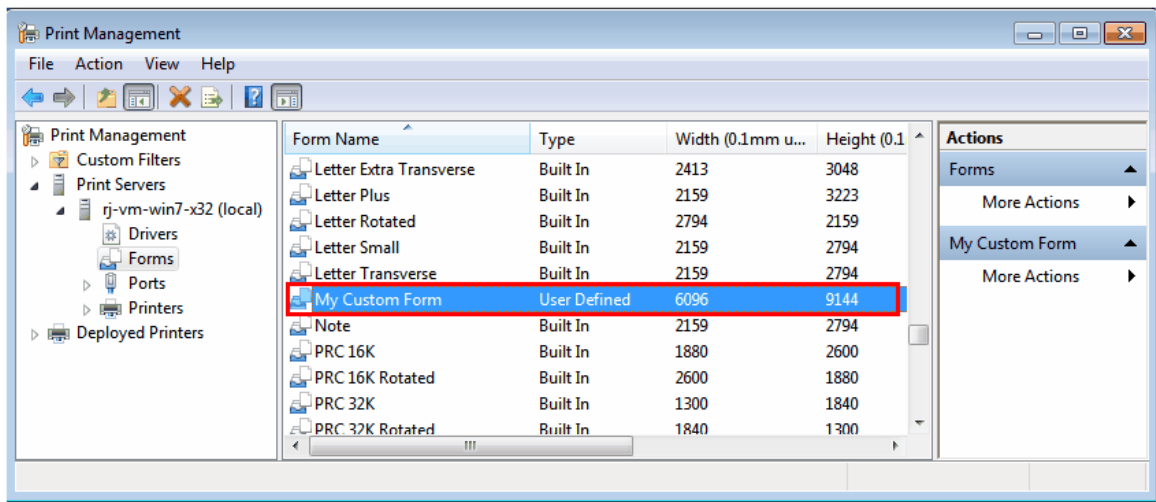 Print Management
File Action View Help
Print Management
Custom Filters
Print Servers
rj-vm-win7-x32 (local)
Drivers
Forms
Ports
Printers
Deployed Printers
Form Name Type Width (0.1mm u... Height (0.1
Letter Extra Transverse Built In 2413 3048
Letter Plus Built In 2159 3223
Letter Rotated Built In 2794 2159
Letter Small Built In 2159 2794
Letter Transverse Built In 2159 2794
My Custom Form User Defined 6096 9144
Note Built In 2159 2794
PRC 16K Built In 1880 2600
PRC 16K Rotated Built In 2600 1880
PRC 32K Built In 1300 1840
PRC 32K Rotated Built In 1840 1300
Actions
Forms
More Actions
My Custom Form
More Actions